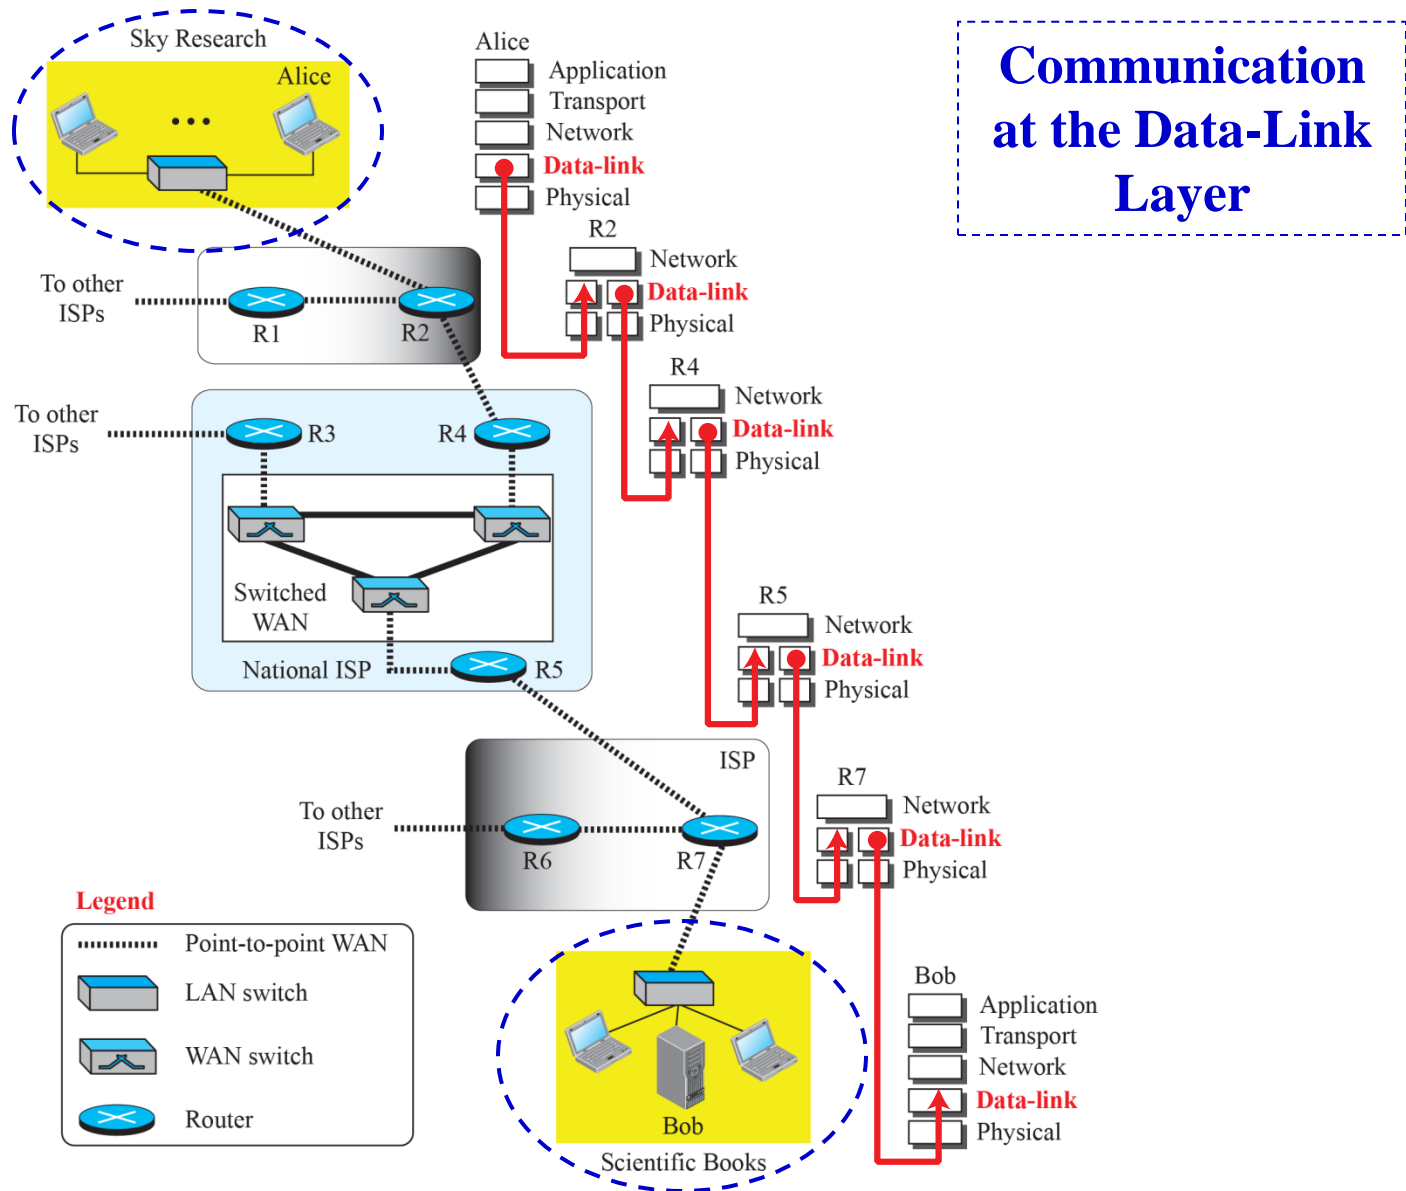 Communication
at the Data-Link
Layer
Sky Research
Alice
Alice
Application
Transport
Network
Data-link
Physical
R2
Network
Data-link
Physical
To other
ISPs
R1
R2
R4
Network
Data-link
Physical
To other
ISPs
R3
R4
Switched
WAN
National ISP
R5
R5
Network
Data-link
Physical
ISP
To other
ISPs
R6
R7
R7
Network
Data-link
Physical
Legend
Point-to-point WAN
LAN switch
WAN switch
Router
Bob
Scientific Books
Bob
Application
Transport
Network
Data-link
Physical